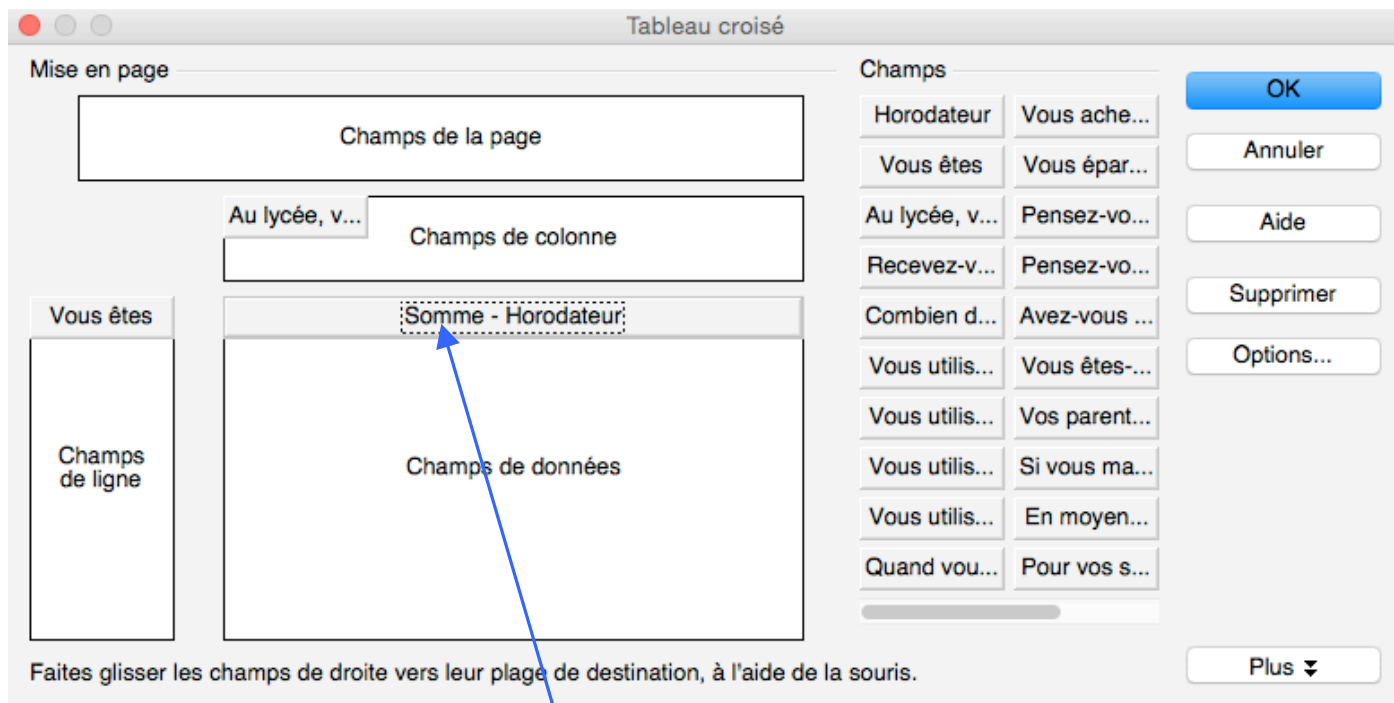 Tableau croisé
Mise en page
Champs de la page
Au lycée, v...
Champs de colonne
Vous êtes
Somme - Horodateur
Champs
de ligne
Champs de données
Champs
Horodateur Vous ache...
Vous êtes Vous épar...
Au lycée, v... Pensez-vo...
Recevez-v... Pensez-vo...
Combien d... Avez-vous ...
Vous utilis... Vous êtes-...
Vous utilis... Vos parent...
Vous utilis... Si vous ma...
Vous utilis... En moyen...
Quand vou... Pour vos s...
OK
Annuler
Aide
Supprimer
Options...
Faites glisser les champs de droite vers leur plage de destination, à l'aide de la souris.
Plus